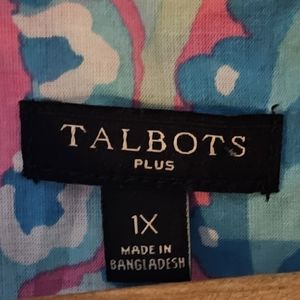 TALBOTS
PLUS
1X
MADE IN
BANGLADESH